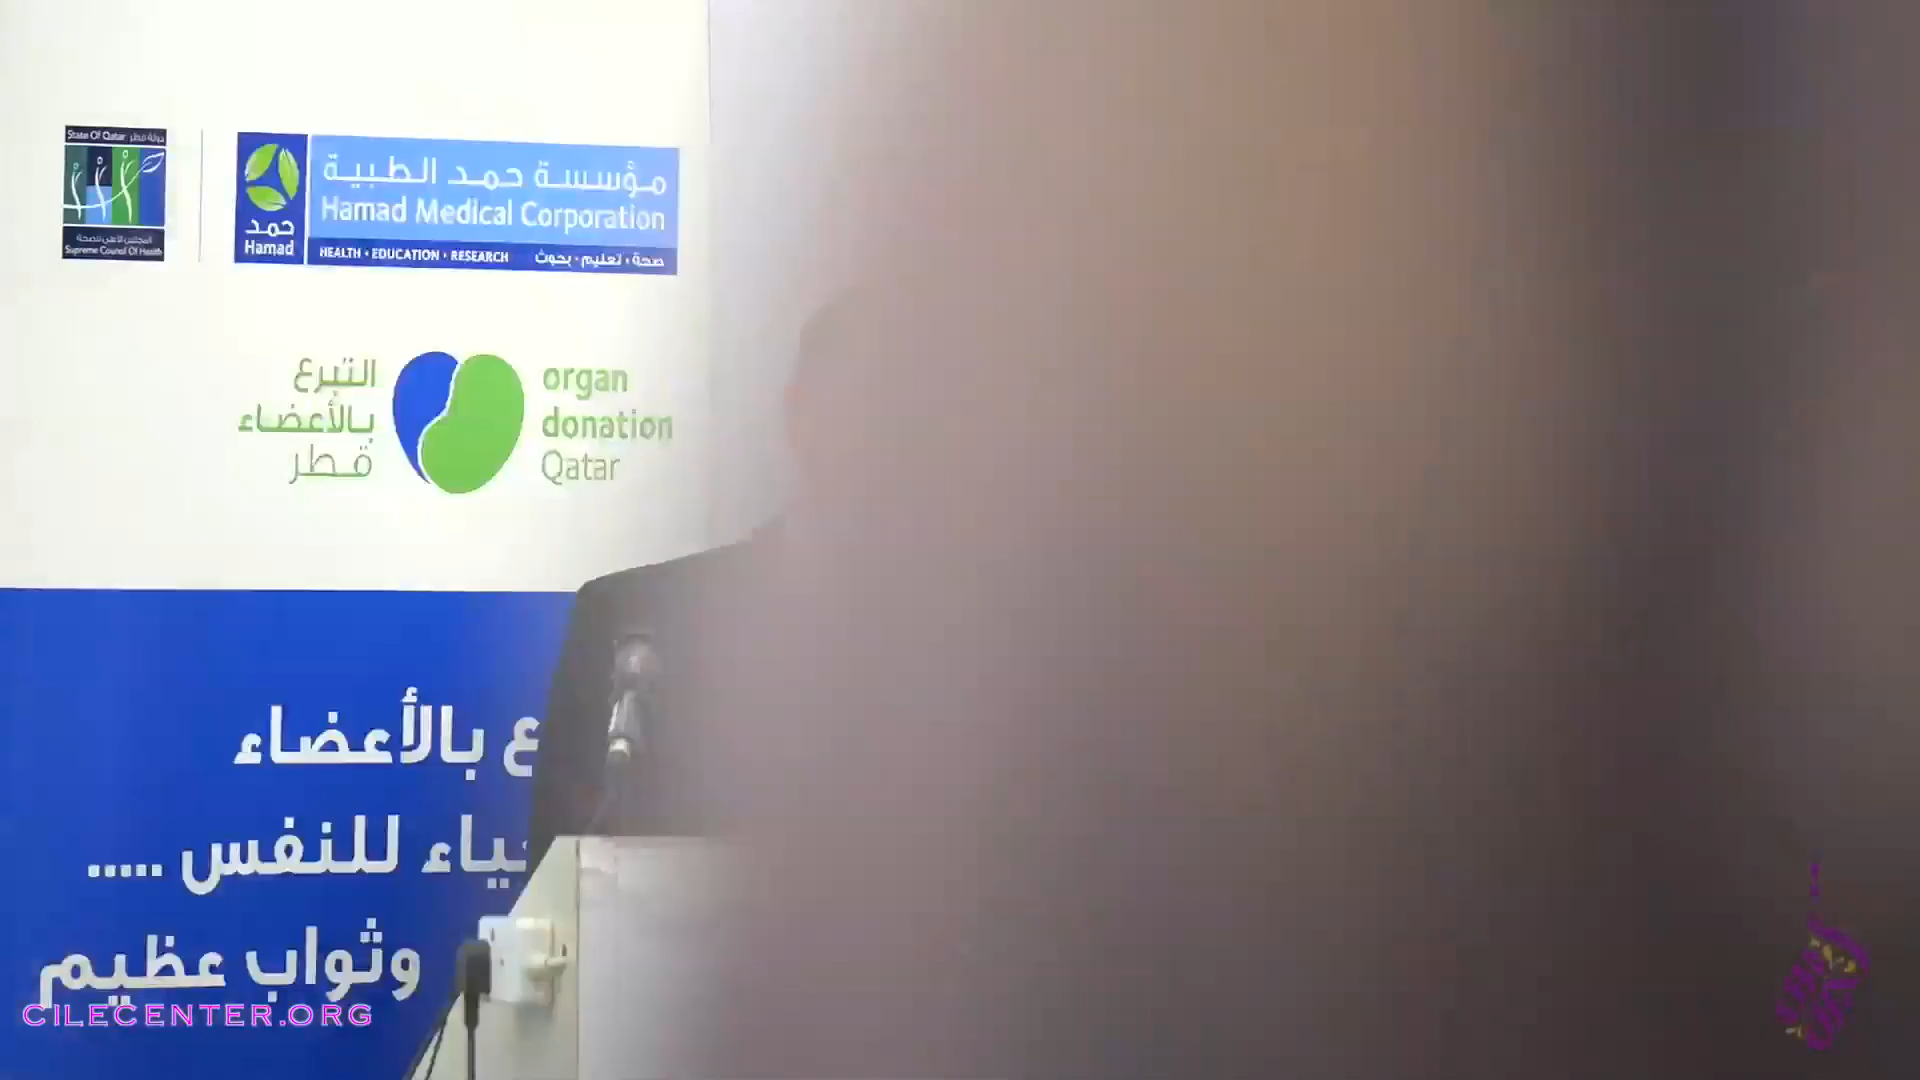 State Of Qatar دولة قطر
المجلس الأعلى للصحة
Supreme Council Of Health
حمد
Hamad
مؤسسة حمد الطبية
Hamad Medical Corporation
HEALTH • EDUCATION • RESEARCH صحة • تعليم • بحوث
التبرع
بالأعضاء
قطر
organ
donation
Qatar
ع بالأعضاء
ياء للنفس .....
وثواب عظيم
CILECENTER.ORG